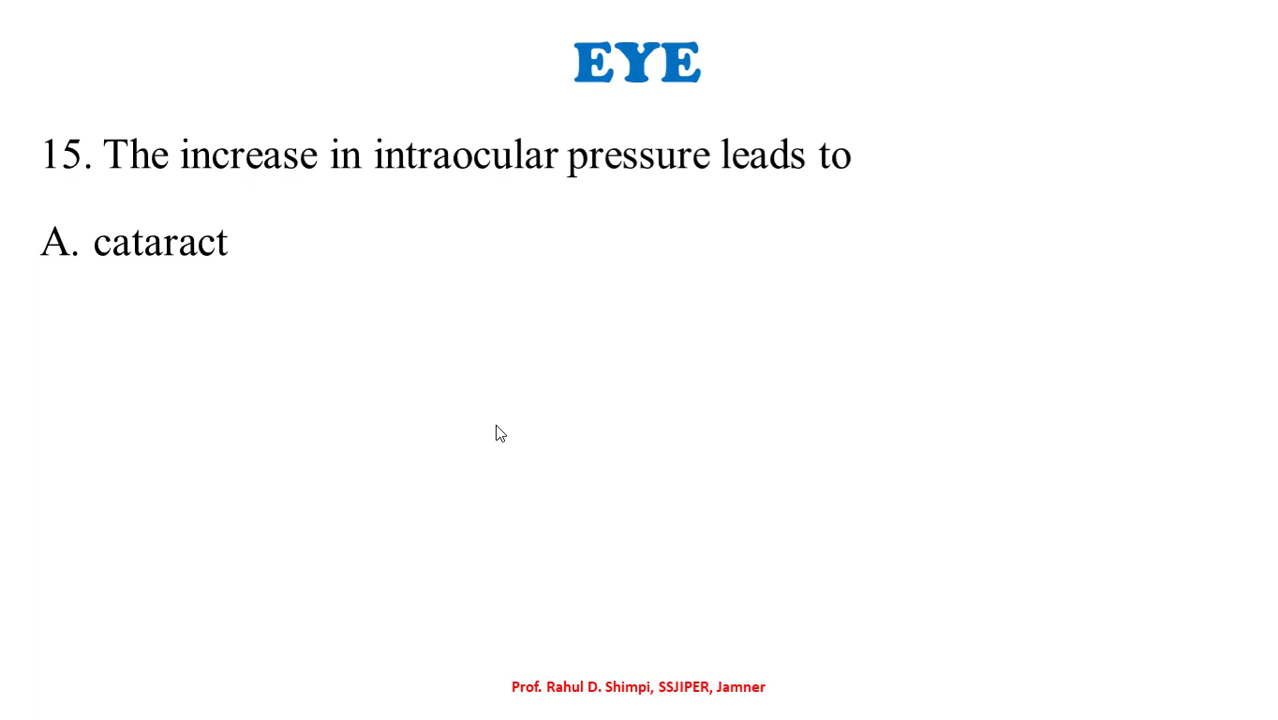 EYE
15. The increase in intraocular pressure leads to
A. cataract
Prof. Rahul D. Shimpi, SSJIPER, Jamner